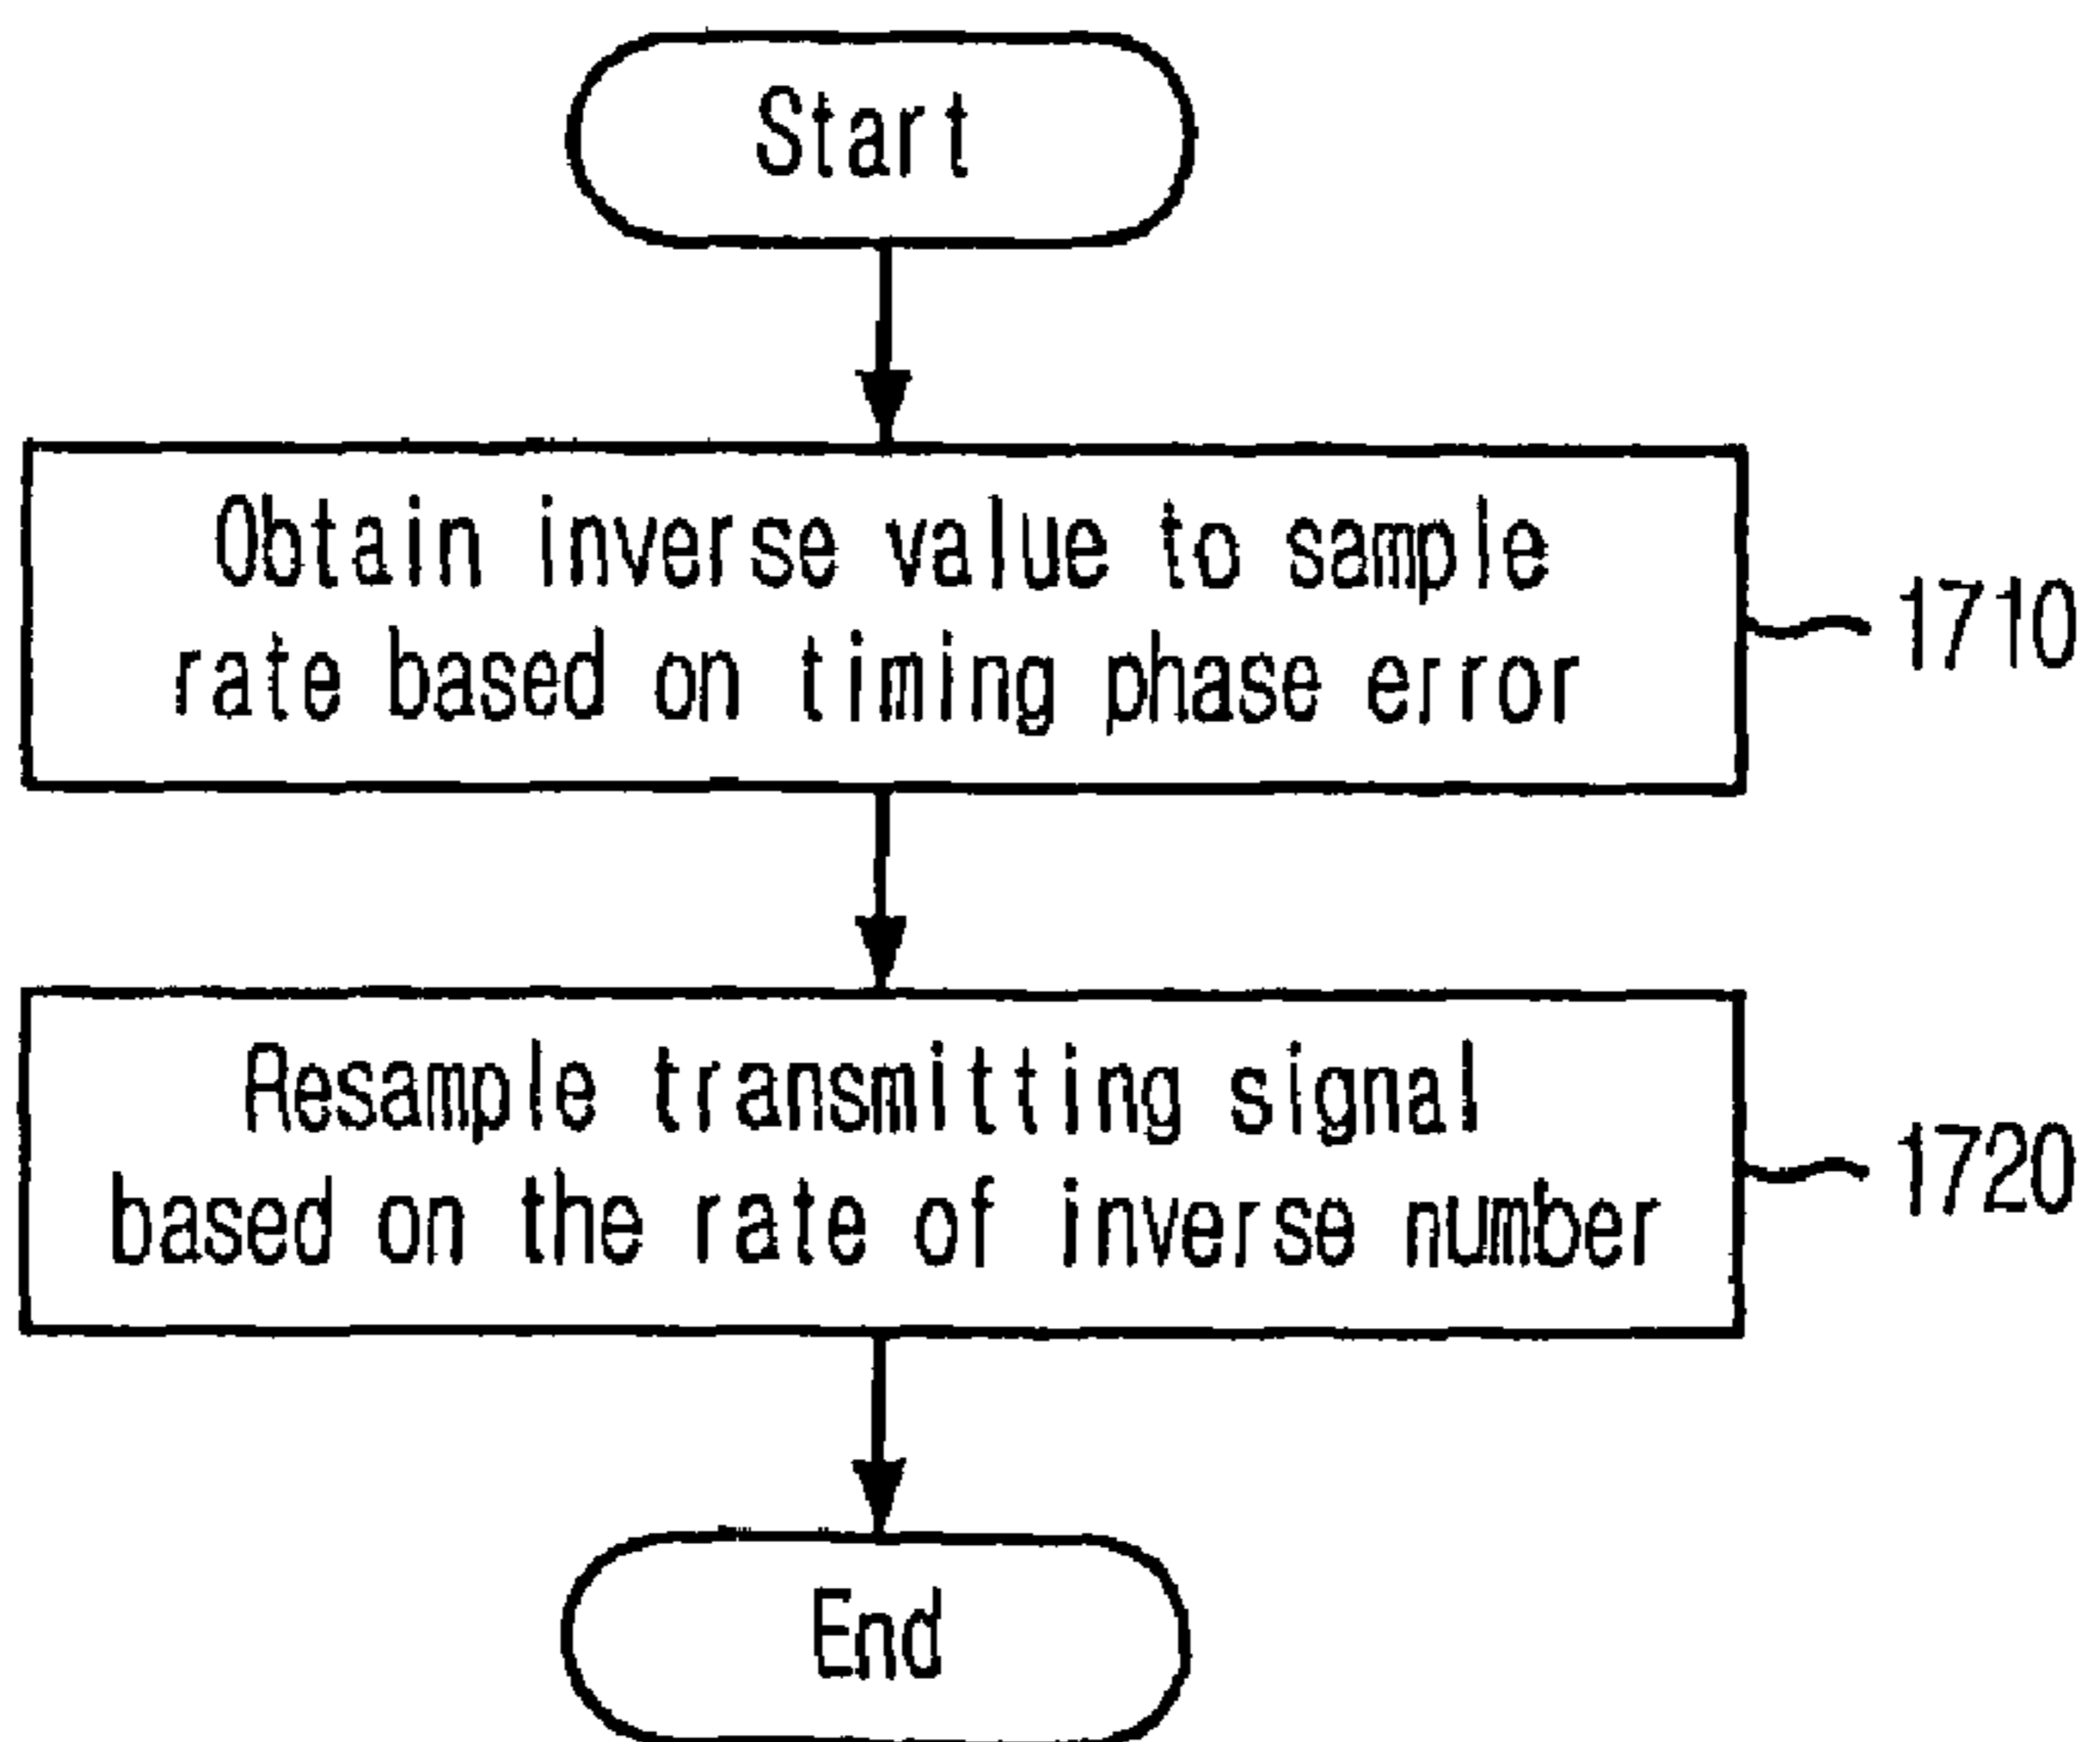 Start
Obtain inverse value to sample
rate based on timing phase error
1710
Resample transmitting signal
based on the rate of inverse number
1720
End